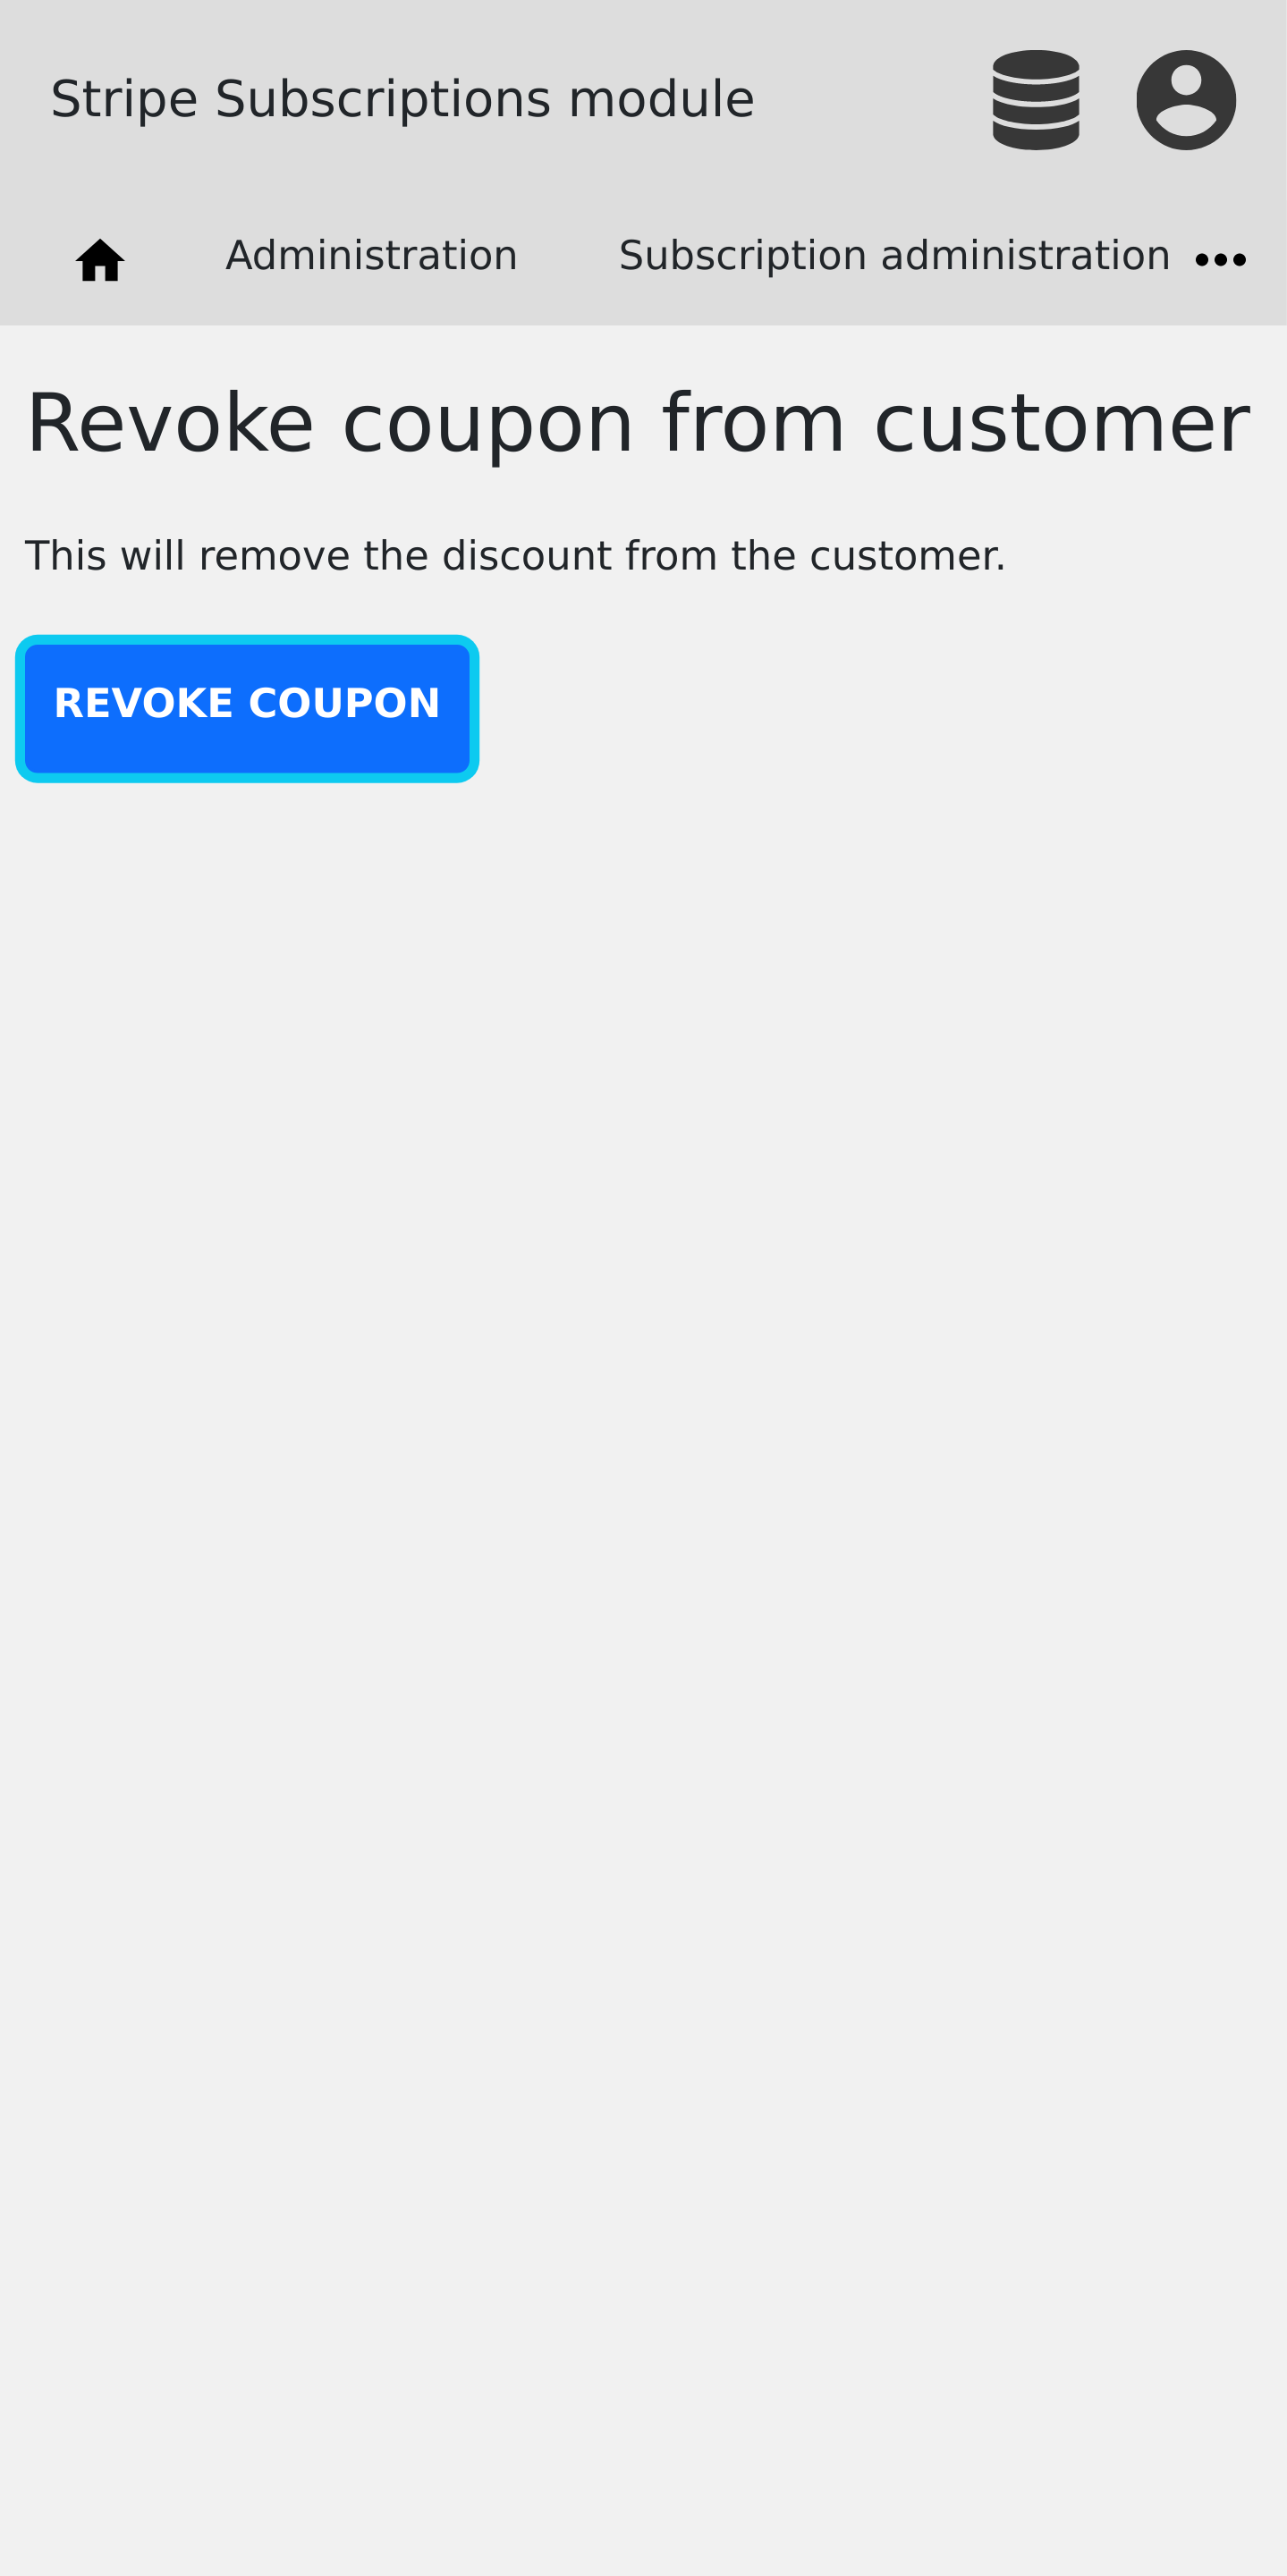 Stripe Subscriptions module
Administration Subscription administration
Revoke coupon from customer
This will remove the discount from the customer.
REVOKE COUPON